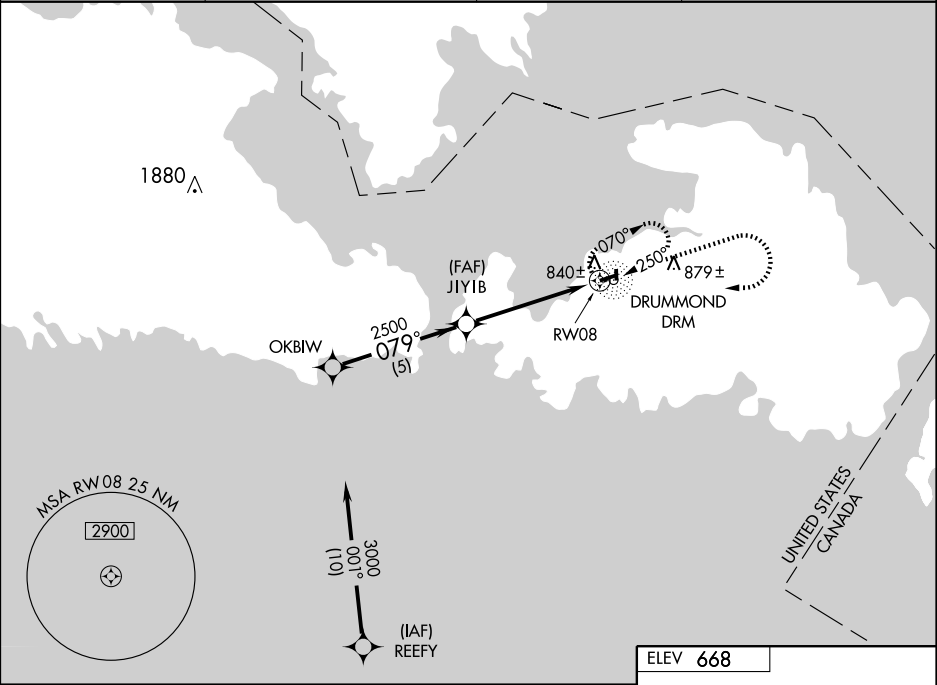 1880
070°
250°
840±
879±
(FAF)
JIYIB
DRUMMOND
DRM
RW08
OKBIW
2500
079°
(5)
MSA RW08 25 NM
2900
3000
001°
(10)
UNITED STATES
CANADA
(IAF)
REEFY
ELEV 668